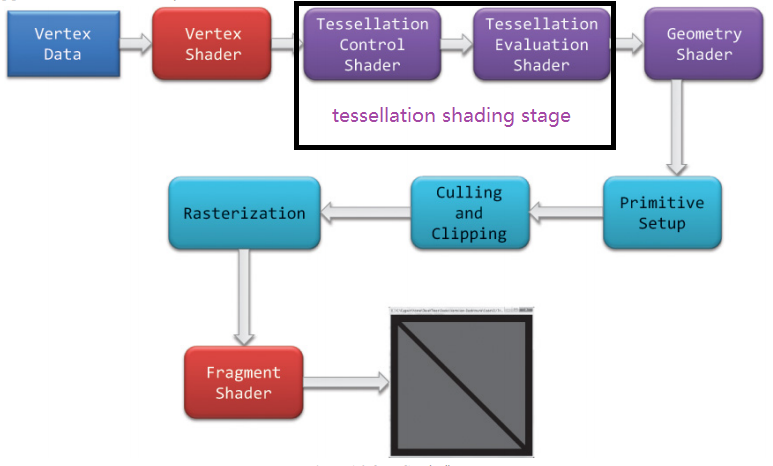 Vertex
Data
Vertex
Shader
Tessellation
Control
Shader
Tessellation
Evaluation
Shader
Geometry
Shader
tessellation shading stage
Rasterization
Culling
and
Clipping
Primitive
Setup
Fragment
Shader